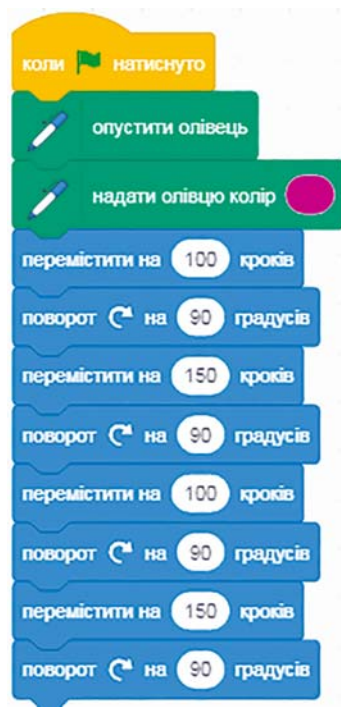 коли натиснуто
опустити олівець
надати олівцю колір
перемістити на 100 кроків
поворот на 90 градусів
перемістити на 150 кроків
поворот на 90 градусів
перемістити на 100 кроків
поворот на 90 градусів
перемістити на 150 кроків
поворот на 90 градусів